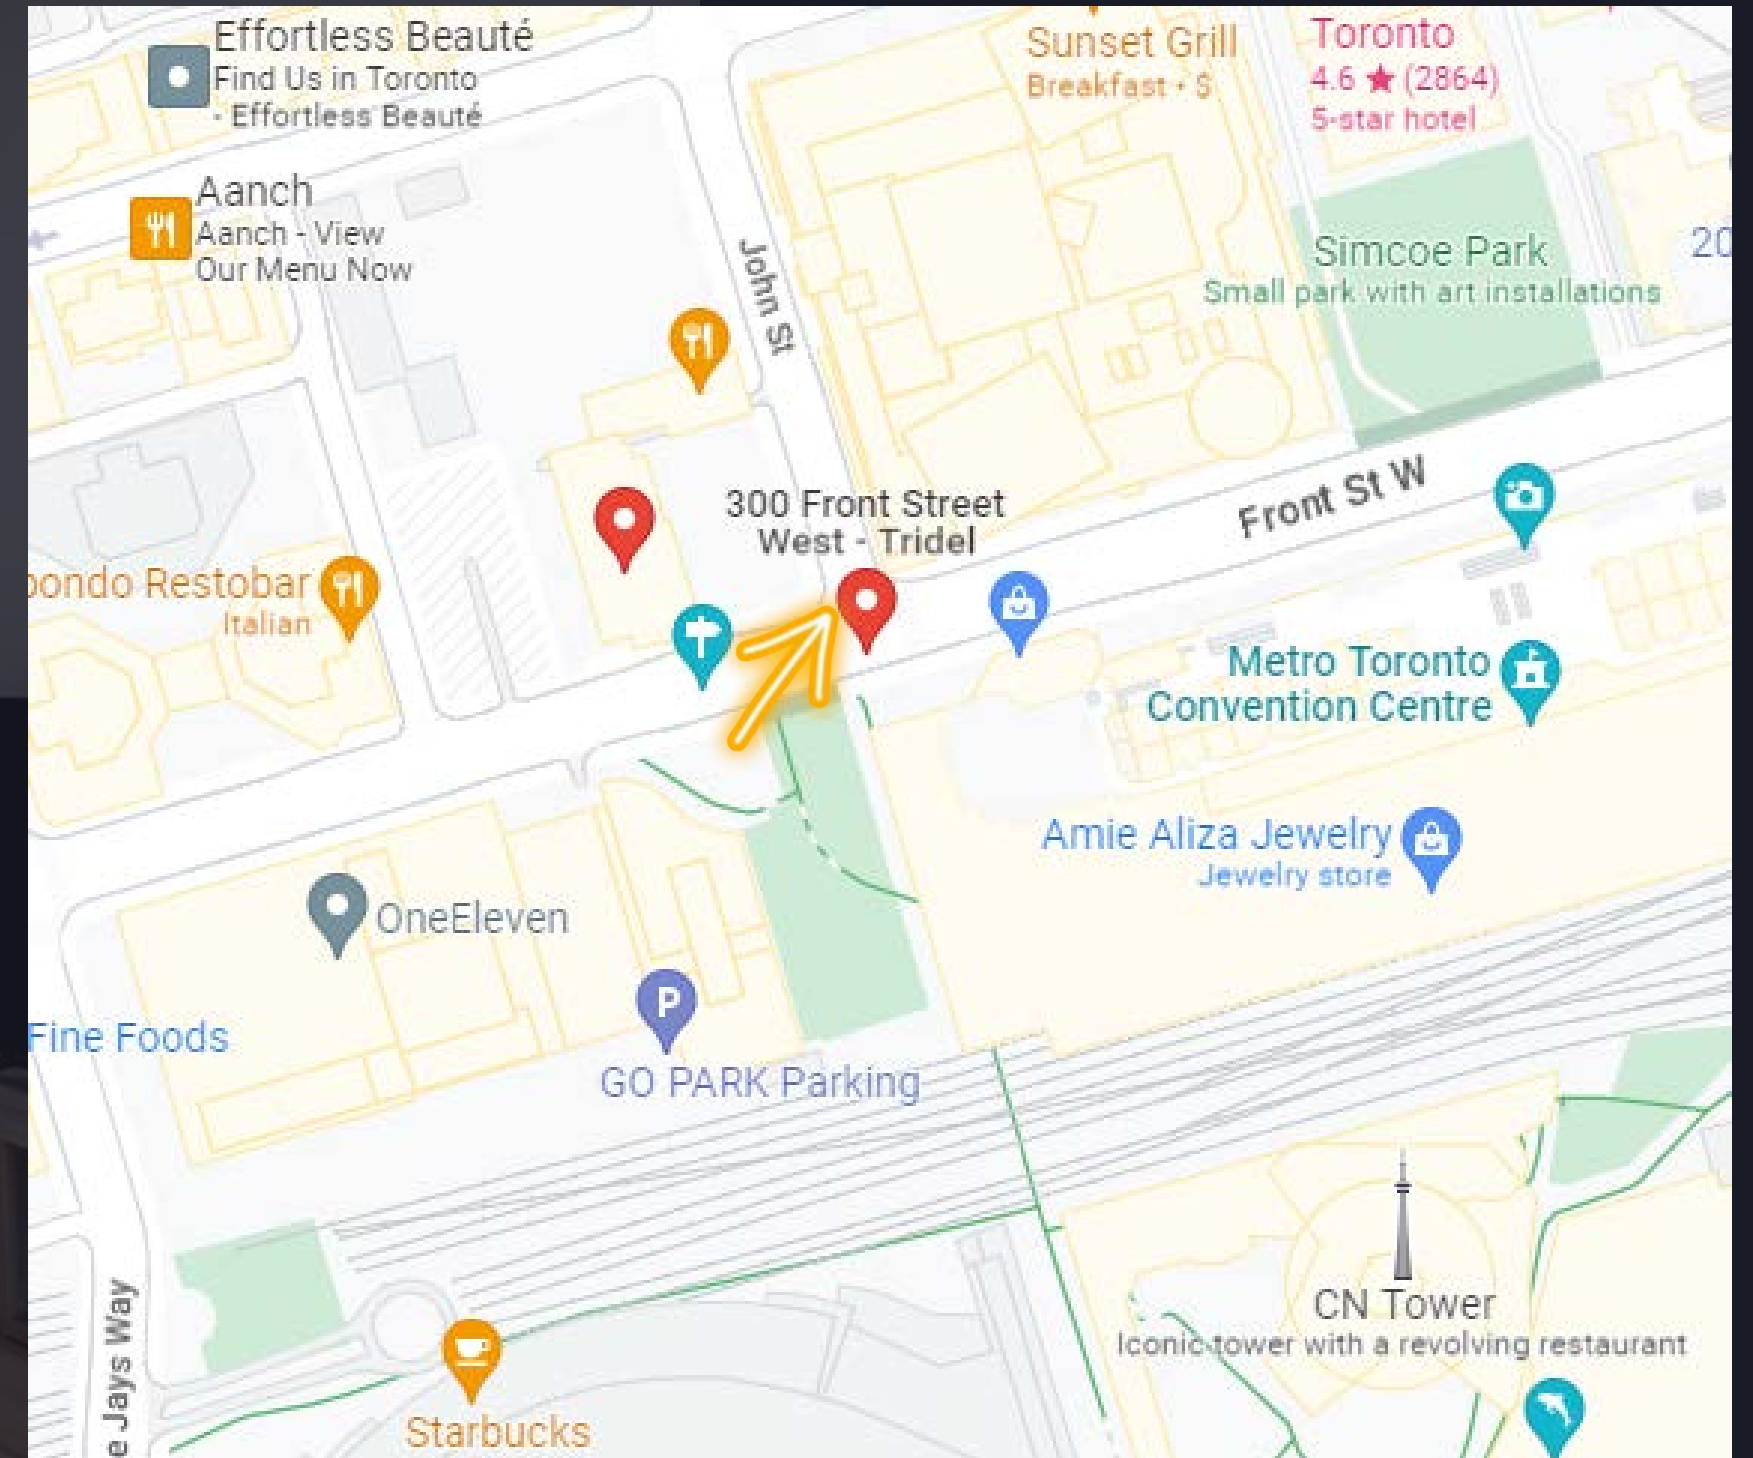 Effortless Beauté
Find Us in Toronto
· Effortless Beauté
Sunset Grill
Breakfast • $
Toronto
4.6 ★ (2864)
5-star hotel
Aanch
Aanch - View
Our Menu Now
John St
Simcoe Park
Small park with art installations
20
Front St W
300 Front Street
West - Tridel
ondo Restobar
Italian
Metro Toronto
Convention Centre
Amie Aliza Jewelry
Jewelry store
OneEleven
P
GO PARK Parking
Fine Foods
CN Tower
Iconic tower with a revolving restaurant
e Jays Way
Starbucks